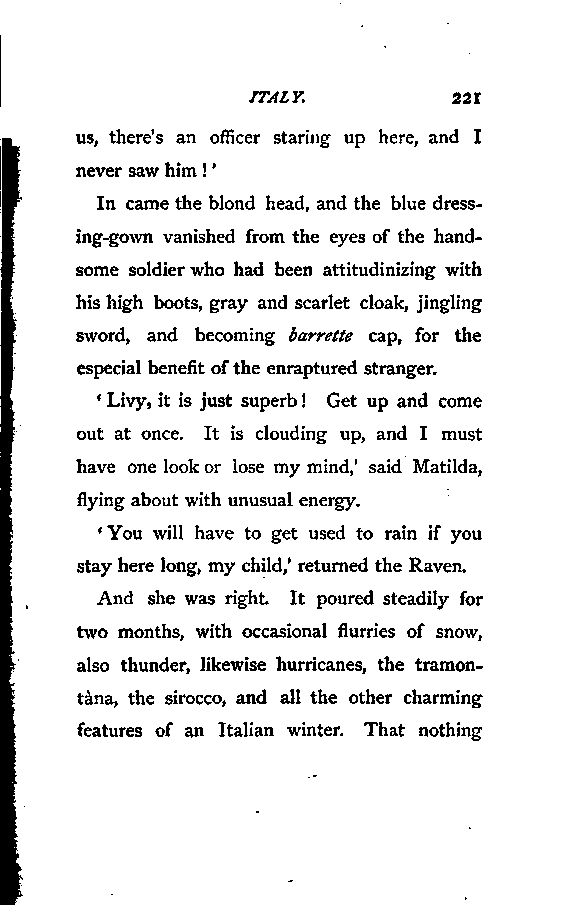 ITALY. 221
us, there's an officer staring up here, and I
never saw him!'
In came the blond head, and the blue dress-
ing-gown vanished from the eyes of the hand-
some soldier who had been attitudinizing with
his high boots, gray and scarlet cloak, jingling
sword, and becoming barrette cap, for the
especial benefit of the enraptured stranger.
'Livy, it is just superb! Get up and come
out at once. It is clouding up, and I must
have one look or lose my mind,' said Matilda,
flying about with unusual energy.
'You will have to get used to rain if you
stay here long, my child,' returned the Raven.
And she was right. It poured steadily for
two months, with occasional flurries of snow,
also thunder, likewise hurricanes, the tramon-
tàna, the sirocco, and all the other charming
features of an Italian winter. That nothing